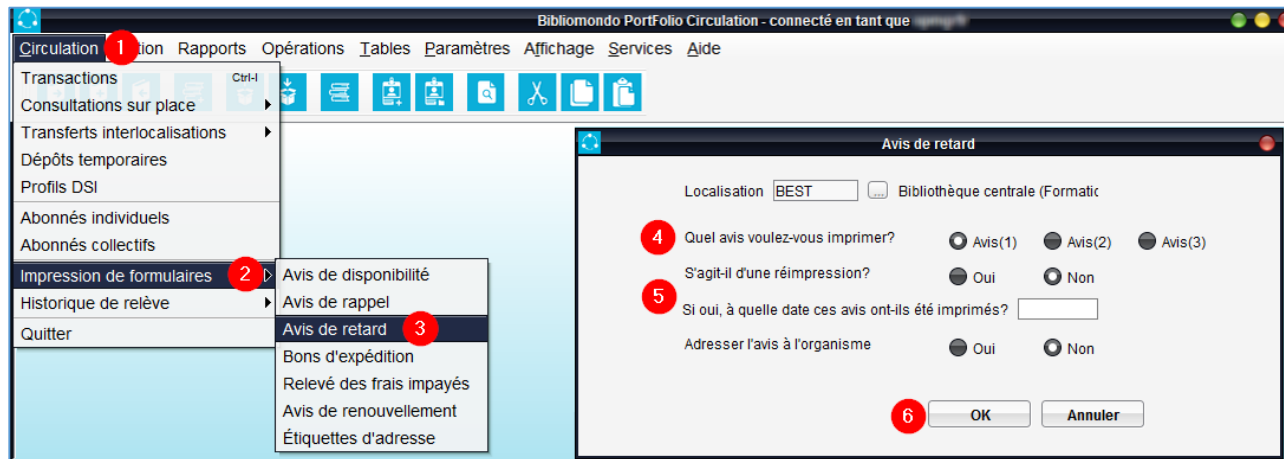 Bibliomondo PortFolio Circulation - connecté en tant que
Circulation 1 tion Rapports Opérations Tables Paramètres Affichage Services Aide
Transactions Ctrl-I
Consultations sur place
Transferts interlocalisations
Dépôts temporaires
Profils DSI
Abonnés individuels
Abonnés collectifs
Impression de formulaires 2
Historique de relève
Quitter
Avis de disponibilité
Avis de rappel
Avis de retard 3
Bons d'expédition
Relevé des frais impayés
Avis de renouvellement
Étiquettes d'adresse
Avis de retard
Localisation BEST ... Bibliothèque centrale (Formatic
4 Quel avis voulez-vous imprimer? Avis(1) Avis(2) Avis(3)
S'agit-il d'une réimpression? Oui Non
5 Si oui, à quelle date ces avis ont-ils été imprimés?
Adresser l'avis à l'organisme Oui Non
6 OK Annuler